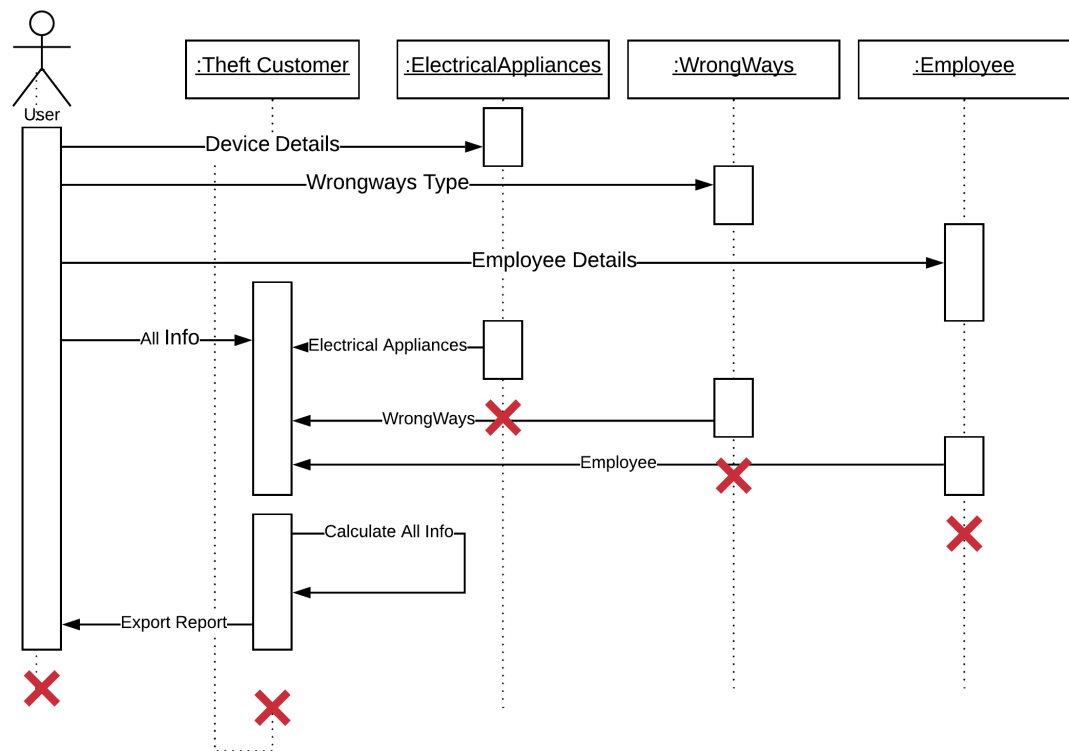 :Theft Customer
:ElectricalAppliances
:WrongWays
:Employee
User
Device Details
Wrongways Type
Employee Details
All Info
Electrical Appliances
WrongWays
Employee
Calculate All Info
Export Report